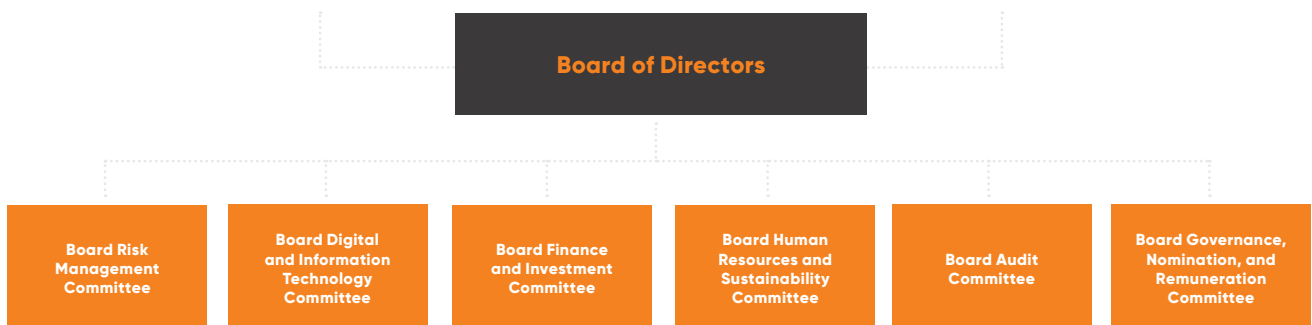 Board of Directors
Board Risk
Management
Committee
Board Digital
and Information
Technology
Committee
Board Finance
and Investment
Committee
Board Human
Resources and
Sustainability
Committee
Board Audit
Committee
Board Governance,
Nomination, and
Remuneration
Committee